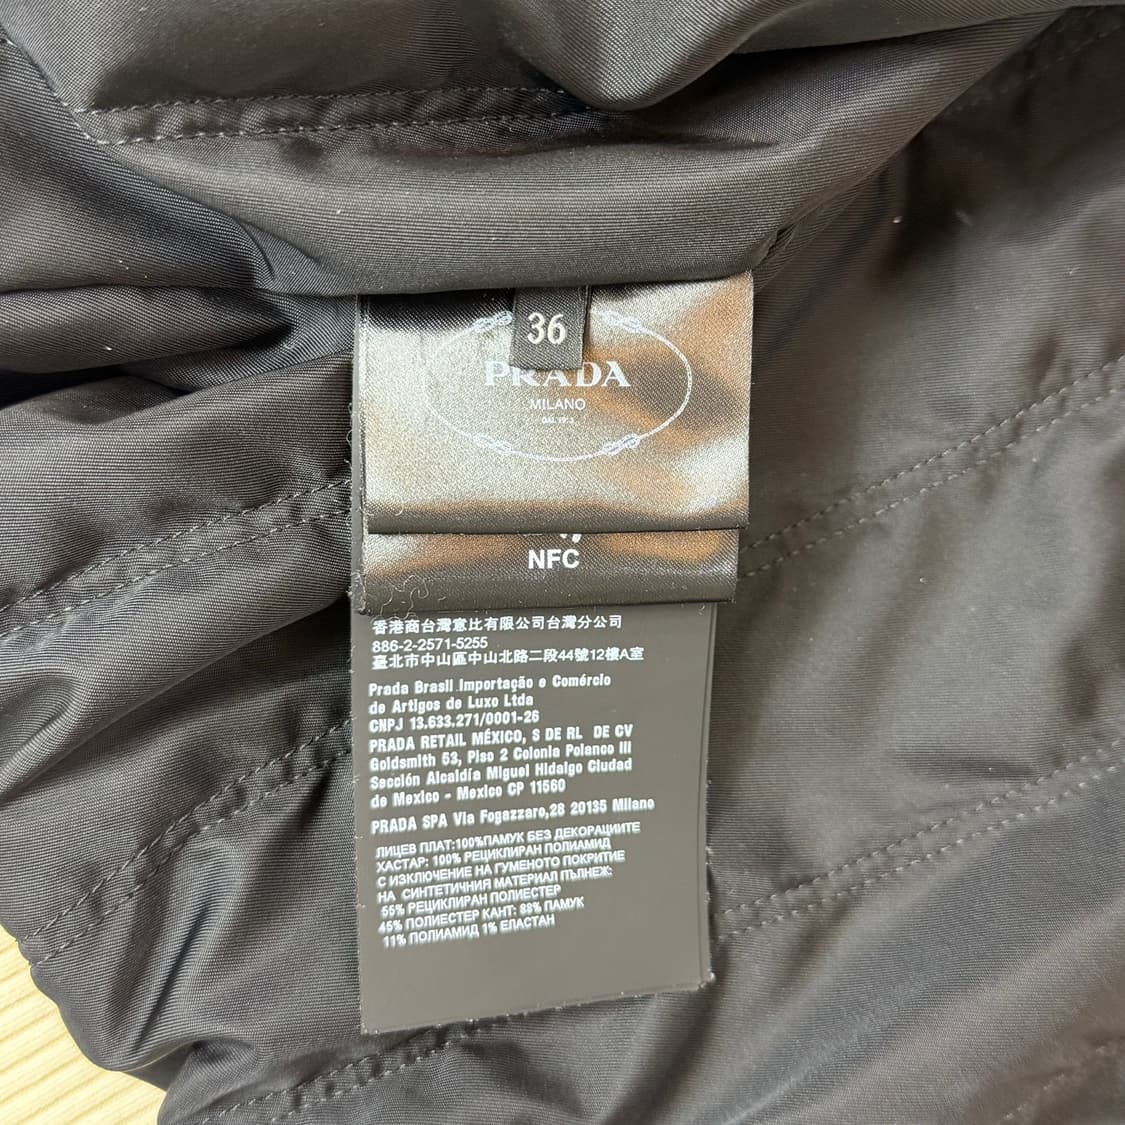 36
PRADA
MILANO
DAL 1913
NFC
香港商台灣意比有限公司台灣分公司
886-2-2571-5255
臺北市中山區中山北路二段44號12樓A室
Prada Brasil Importação e Comércio
de Artigos de Luxo Ltda
CNPJ 13.633.271/0001-26
PRADA RETAIL MÉXICO, S DE RL DE CV
Goldsmith 53, Piso 2 Colonia Polanco III
Sección Alcaldía Miguel Hidalgo Ciudad
de Mexico - Mexico CP 11560
PRADA SPA Via Fogazzaro,28 20135 Milano
ЛИЦЕВ ПЛАТ:100%ПАМУК БЕЗ ДЕКОРАЦИИТЕ
ХАСТАР: 100% РЕЦИКЛИРАН ПОЛИАМИД
С ИЗКЛЮЧЕНИЕ НА ГУМЕНОТО ПОКРИТИЕ
НА СИНТЕТИЧНИЯ МАТЕРИАЛ ПЪЛНЕЖ:
55% РЕЦИКЛИРАН ПОЛИЕСТЕР
45% ПОЛИЕСТЕР КАНТ: 88% ПАМУК
11% ПОЛИАМИД 1% ЕЛАСТАН